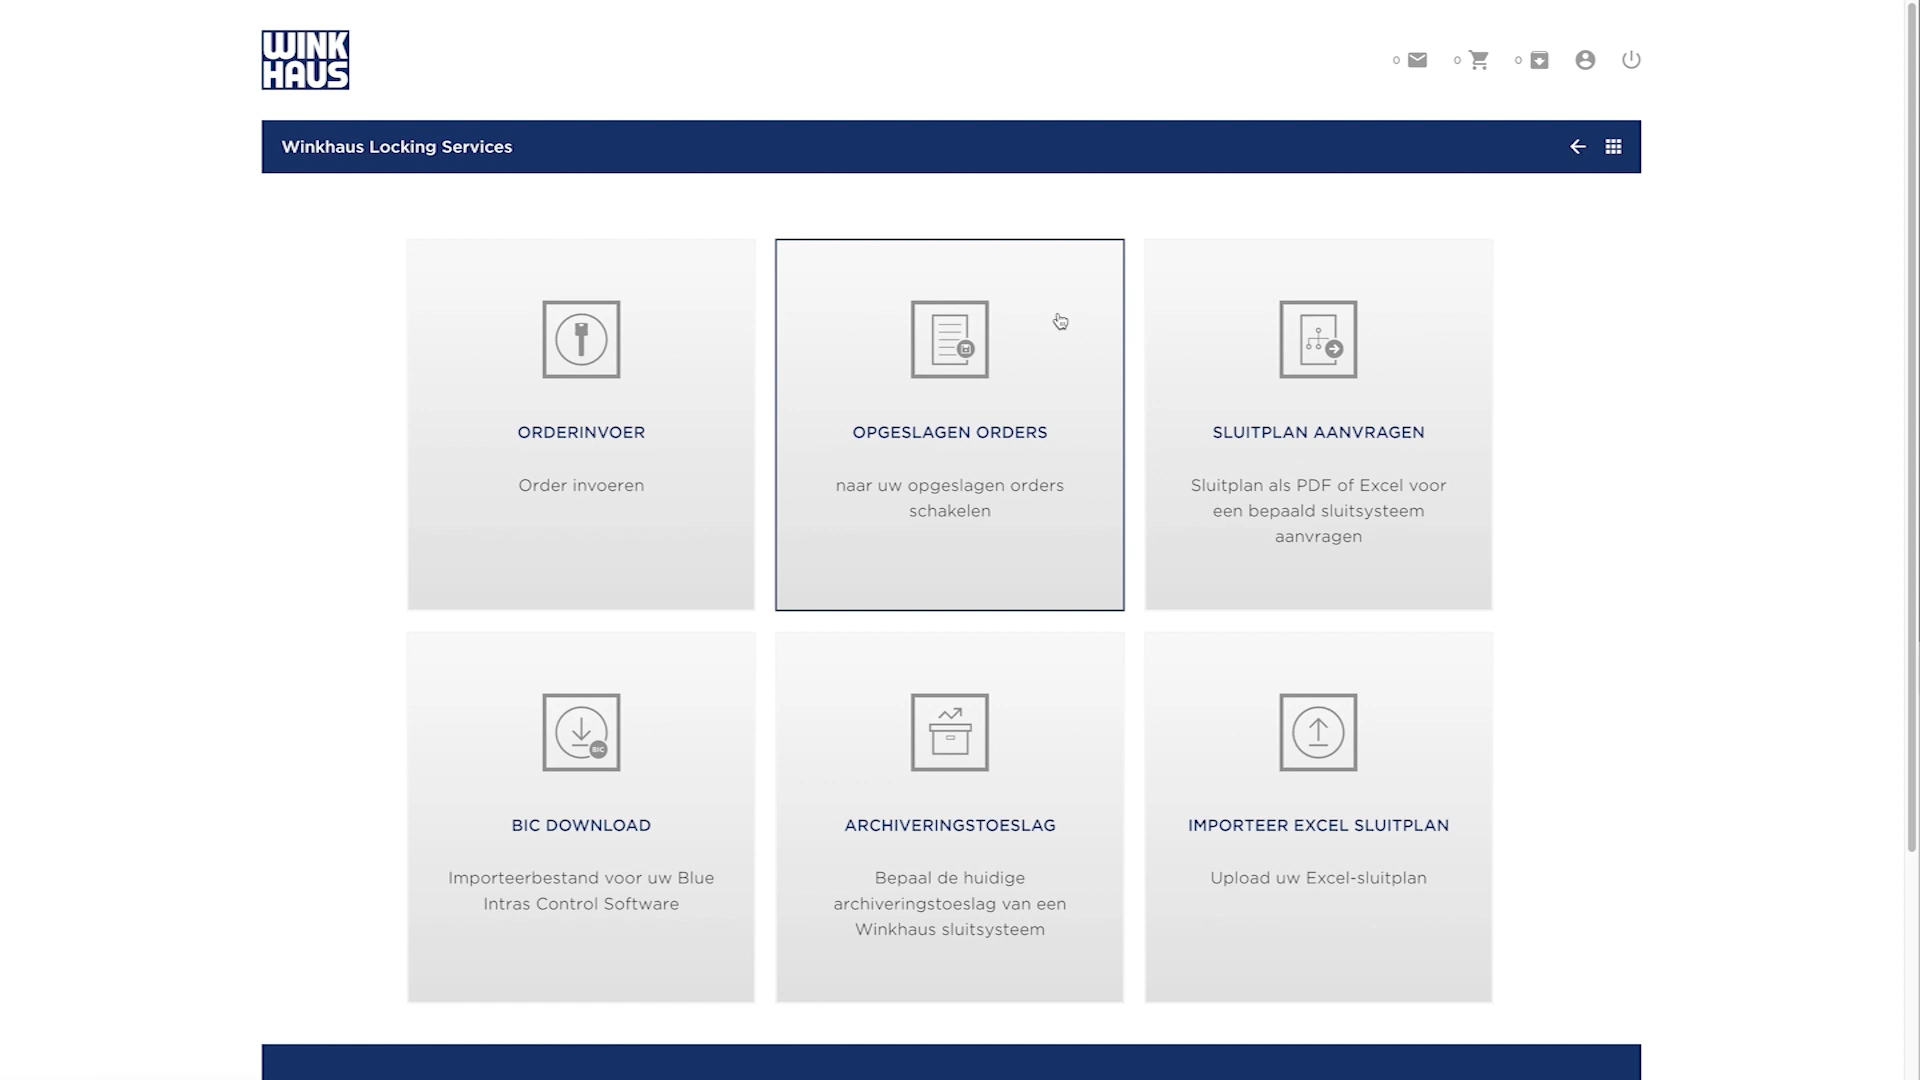 WINK
HAUS
0
0
0
Winkhaus Locking Services
ORDERINVOER
Order invoeren
OPGESLAGEN ORDERS
naar uw opgeslagen orders
schakelen
SLUITPLAN AANVRAGEN
Sluitplan als PDF of Excel voor
een bepaald sluitsysteem
aanvragen
BIC
BIC DOWNLOAD
Importeerbestand voor uw Blue
Intras Control Software
ARCHIVERINGSTOESLAG
Bepaal de huidige
archiveringstoeslag van een
Winkhaus sluitsysteem
IMPORTEER EXCEL SLUITPLAN
Upload uw Excel-sluitplan